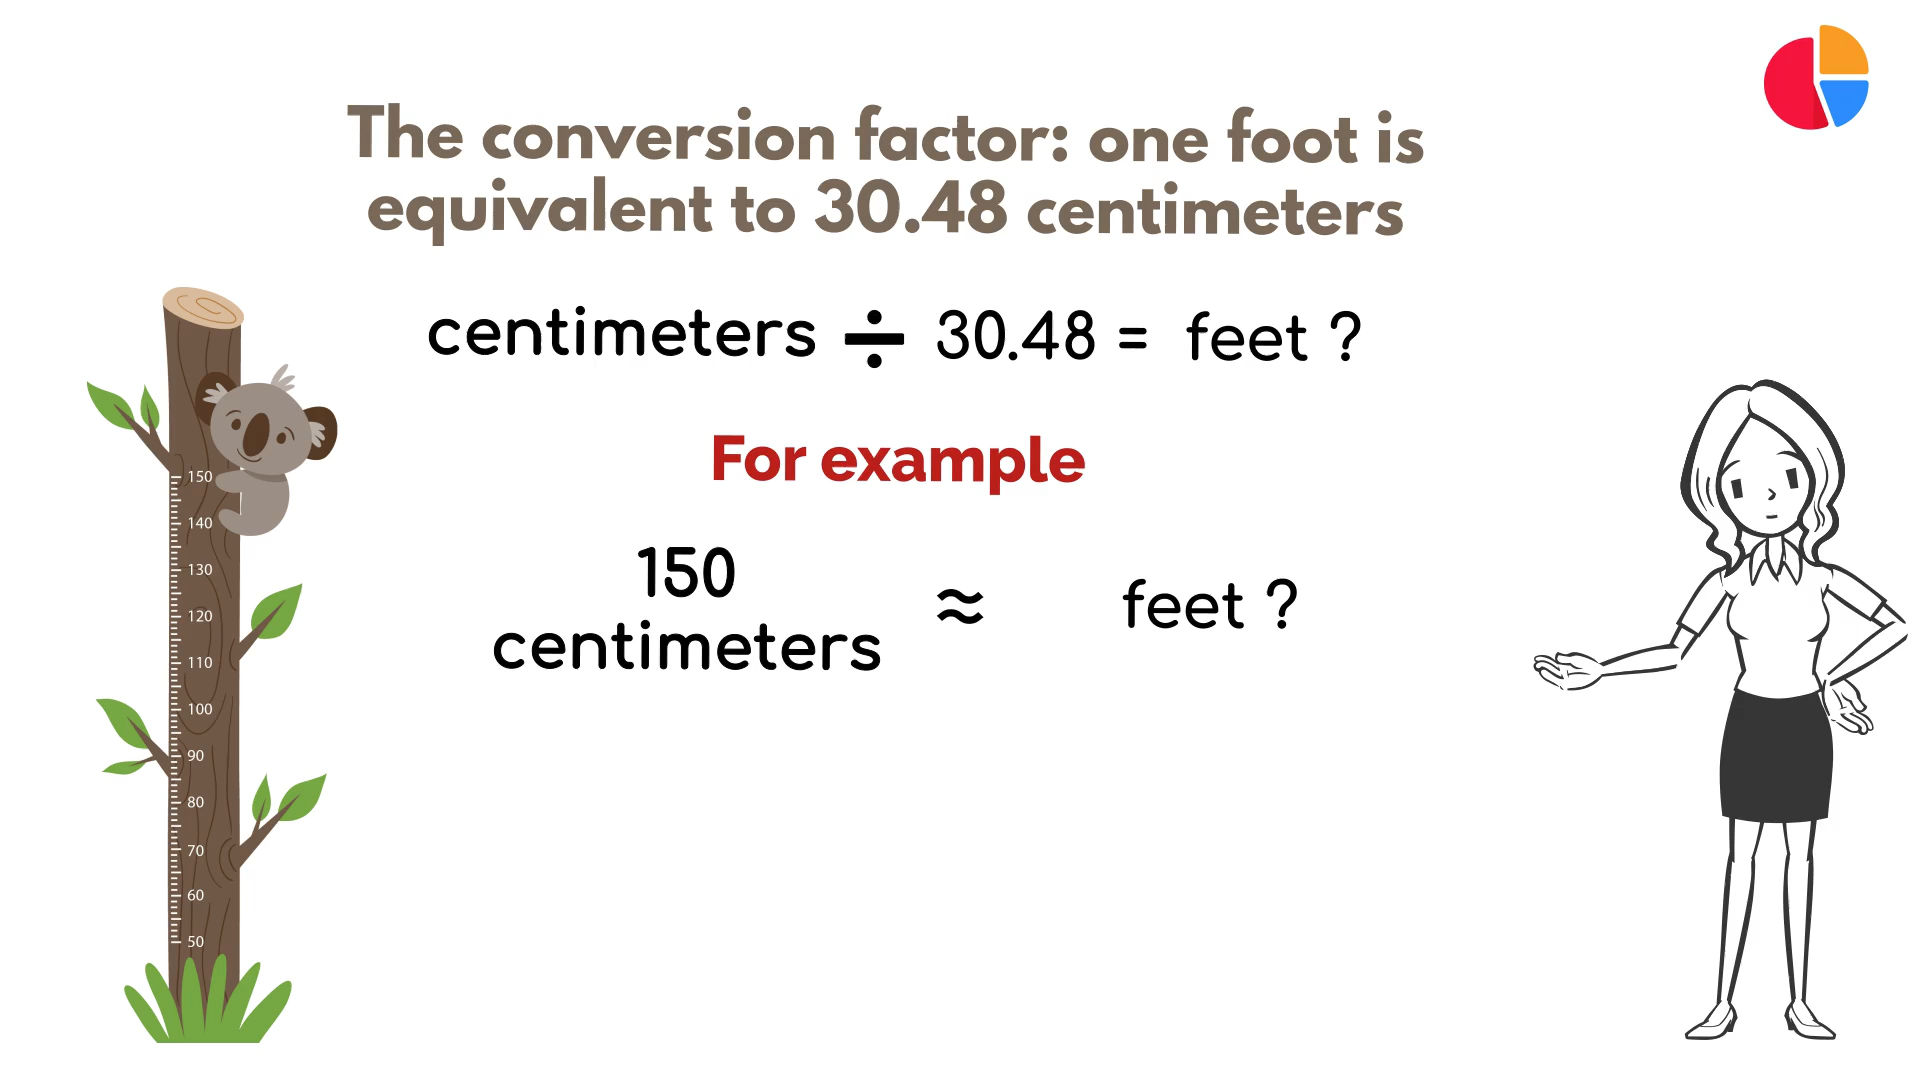 The conversion factor: one foot is
equivalent to 30.48 centimeters
centimeters ÷ 30.48 = feet ?
For example
150
centimeters ≈ feet ?
150
140
130
120
110
100
90
80
70
60
50